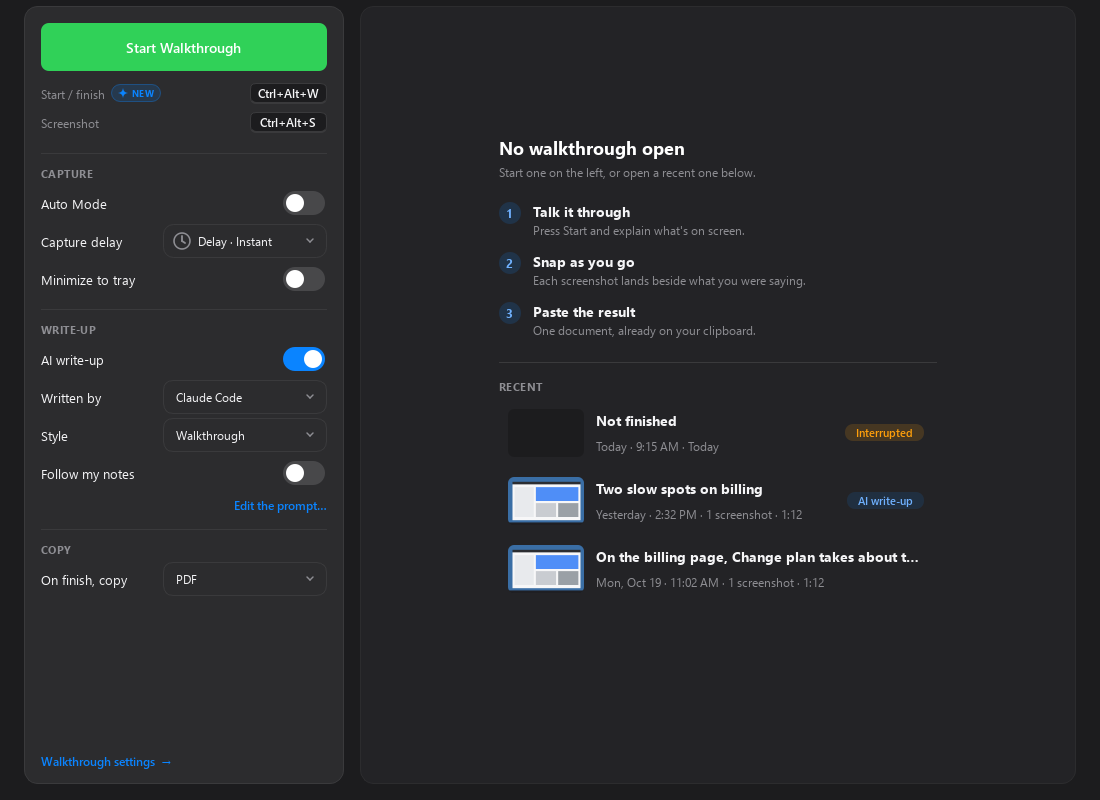 Start Walkthrough
Start / finish NEW Ctrl+Alt+W
Screenshot Ctrl+Alt+S
CAPTURE
Auto Mode
Capture delay Delay · Instant
Minimize to tray
WRITE-UP
AI write-up
Written by Claude Code
Style Walkthrough
Follow my notes
Edit the prompt...
COPY
On finish, copy PDF
Walkthrough settings →
No walkthrough open
Start one on the left, or open a recent one below.
1 Talk it through
Press Start and explain what's on screen.
2 Snap as you go
Each screenshot lands beside what you were saying.
3 Paste the result
One document, already on your clipboard.
RECENT
Not finished
Today · 9:15 AM · Today
Interrupted
Two slow spots on billing
Yesterday · 2:32 PM · 1 screenshot · 1:12
AI write-up
On the billing page, Change plan takes about t...
Mon, Oct 19 · 11:02 AM · 1 screenshot · 1:12